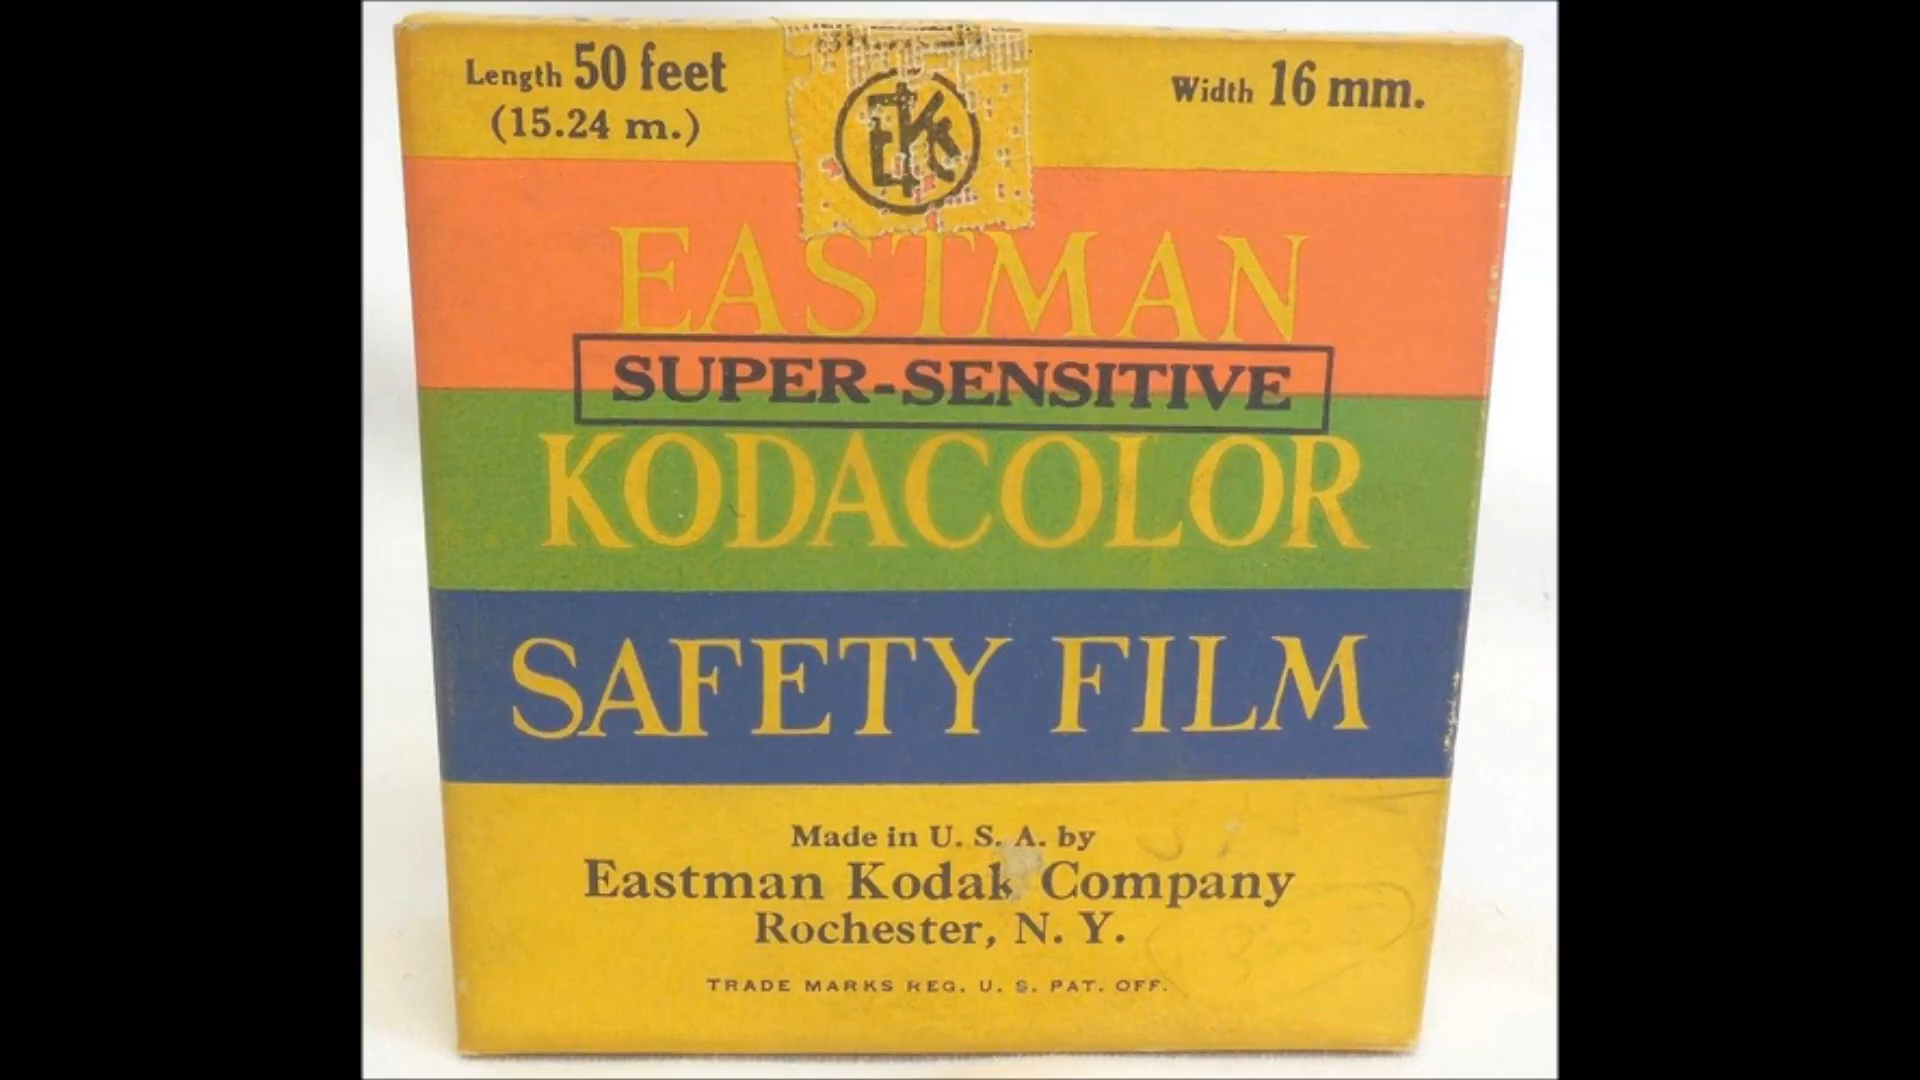 Length 50 feet
(15.24 m.)
Width 16 mm.
EKC
EASTMAN
SUPER-SENSITIVE
KODACOLOR
SAFETY FILM
Made in U. S. A. by
Eastman Kodak Company
Rochester, N. Y.
TRADE MARKS REG. U. S. PAT. OFF.